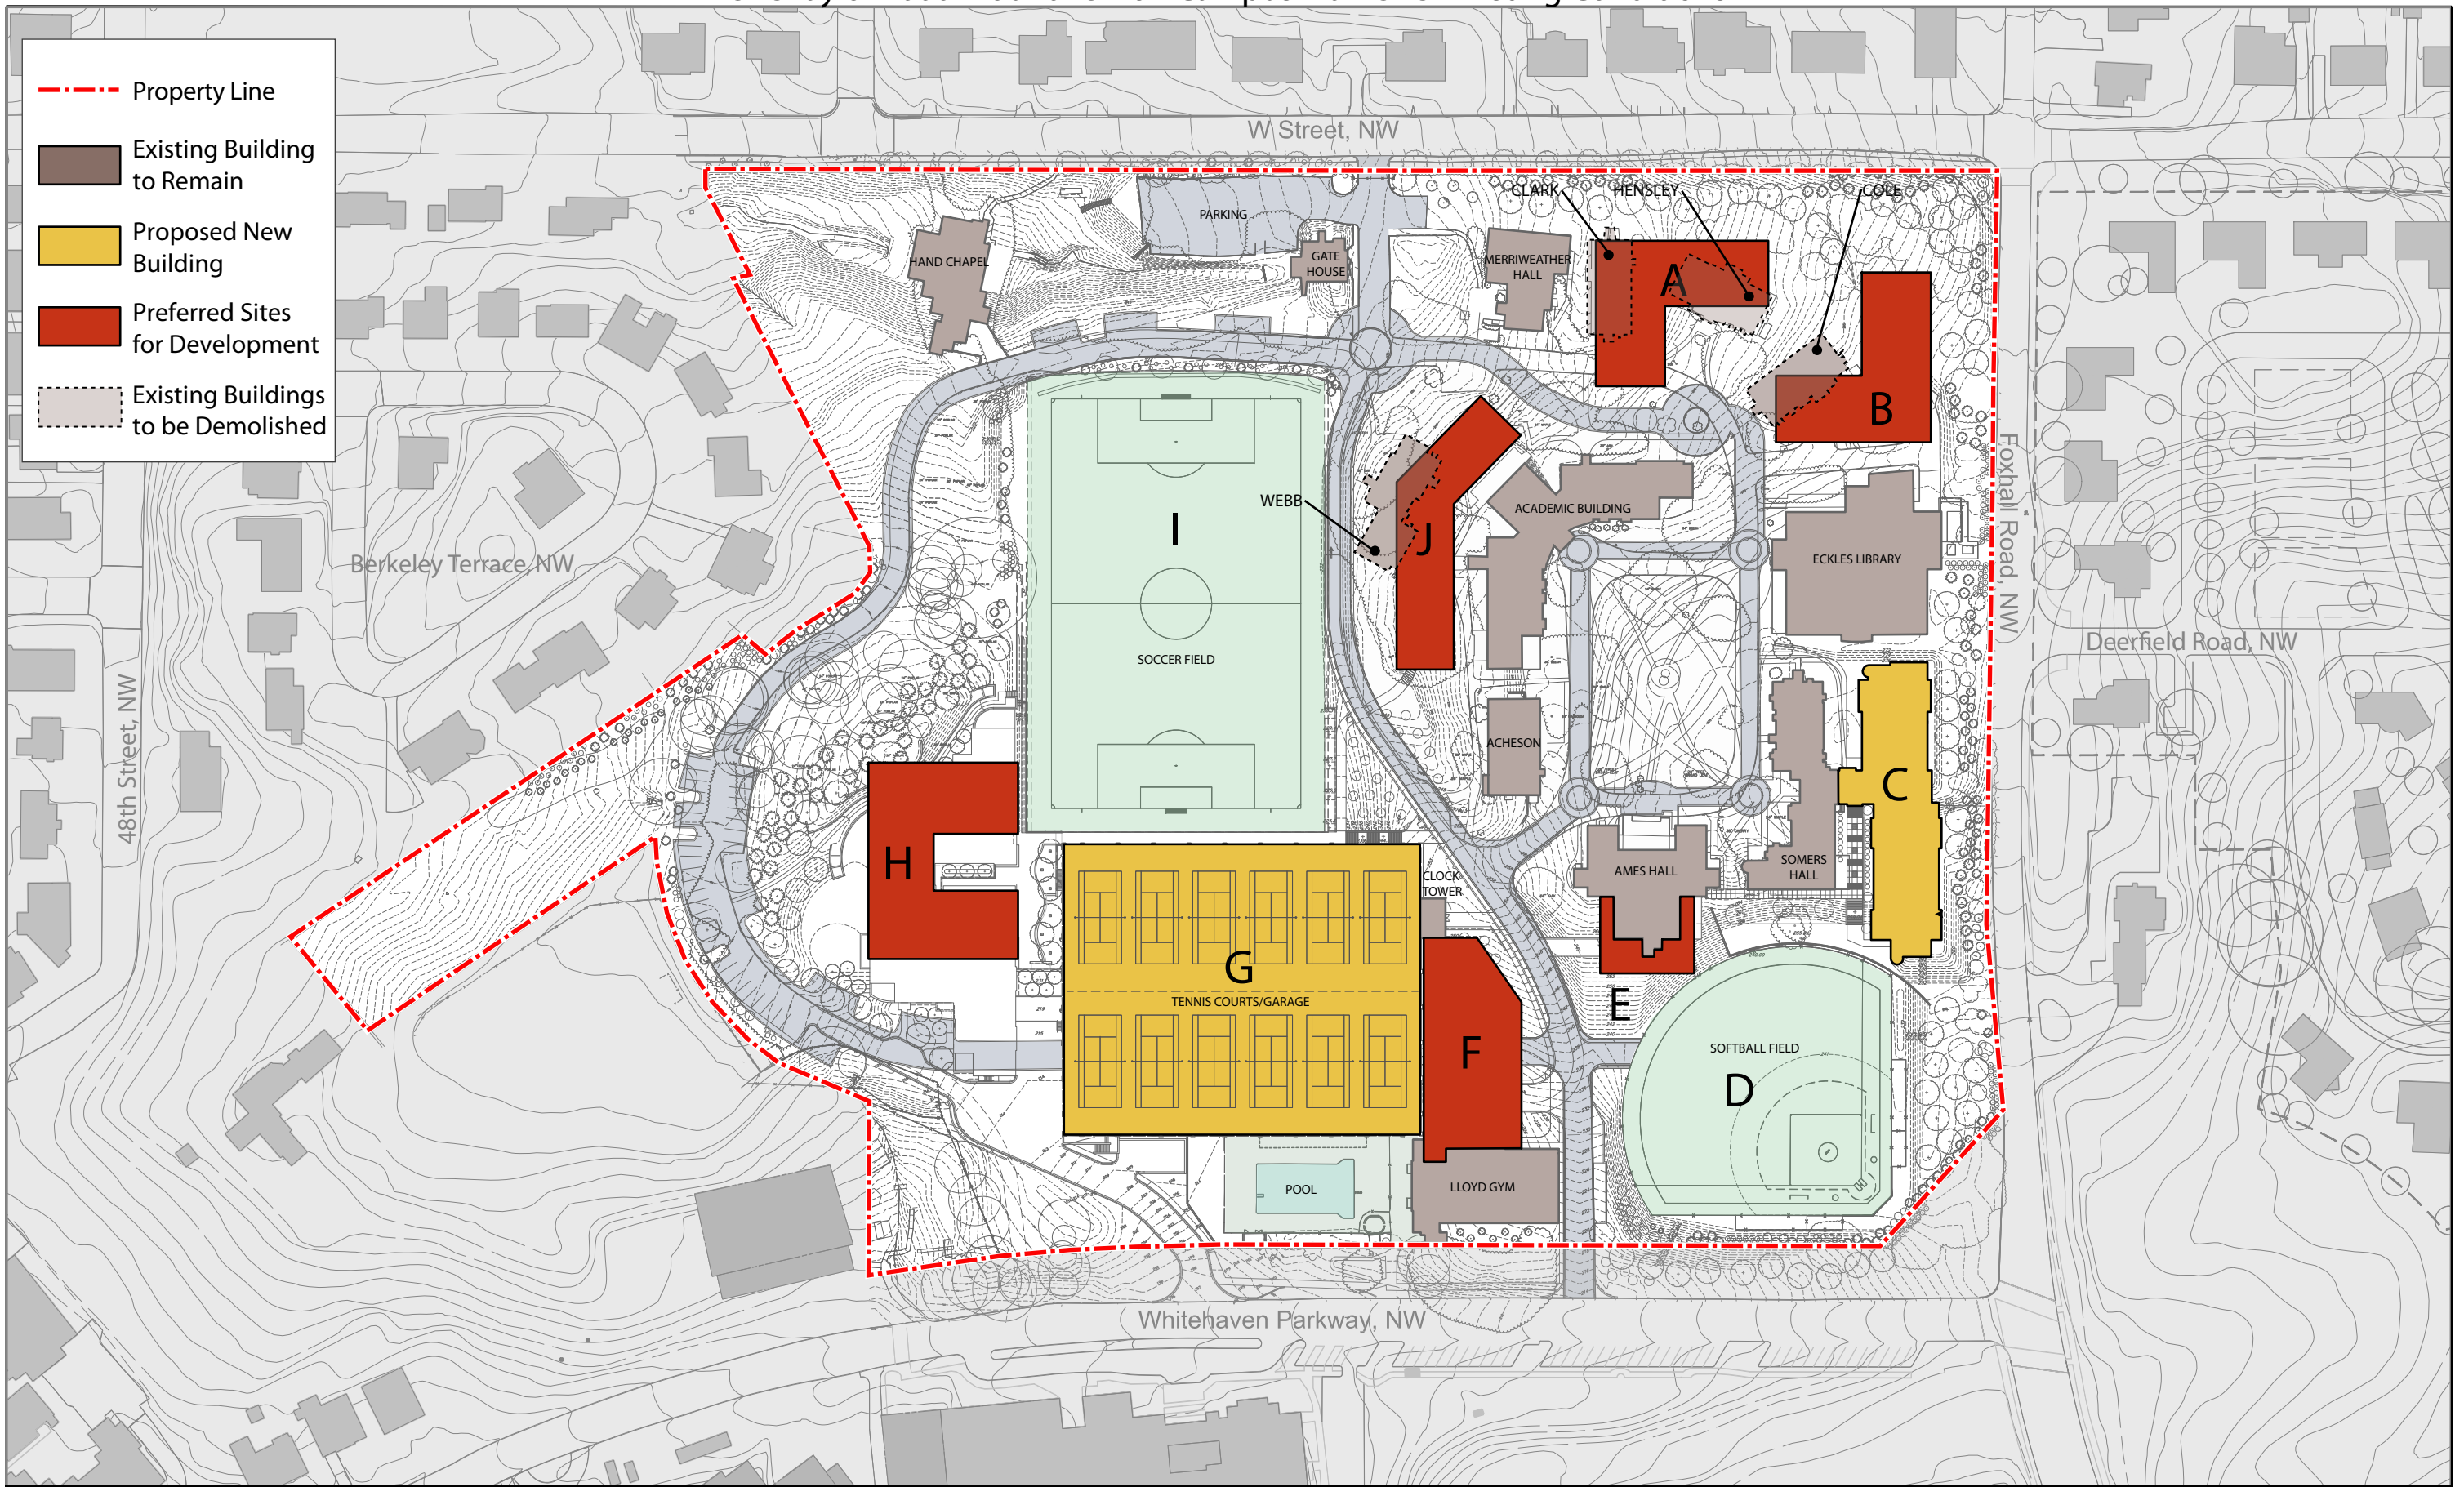 Property Line
Existing Building
to Remain
Proposed New
Building
Preferred Sites
for Development
Existing Buildings
to be Demolished
W Street, NW
CLARK
HENSLEY
COLE
PARKING
HAND CHAPEL
GATE
HOUSE
MERRIWEATHER
HALL
A
B
WEBB
J
I
ACADEMIC BUILDING
ECKLES LIBRARY
Foxhall Road, NW
Berkeley Terrace, NW
Deerfield Road, NW
48th Street, NW
SOCCER FIELD
ACHESON
C
H
CLOCK
TOWER
AMES HALL
SOMERS
HALL
G
TENNIS COURTS/GARAGE
E
F
SOFTBALL FIELD
D
POOL
LLOYD GYM
Whitehaven Parkway, NW